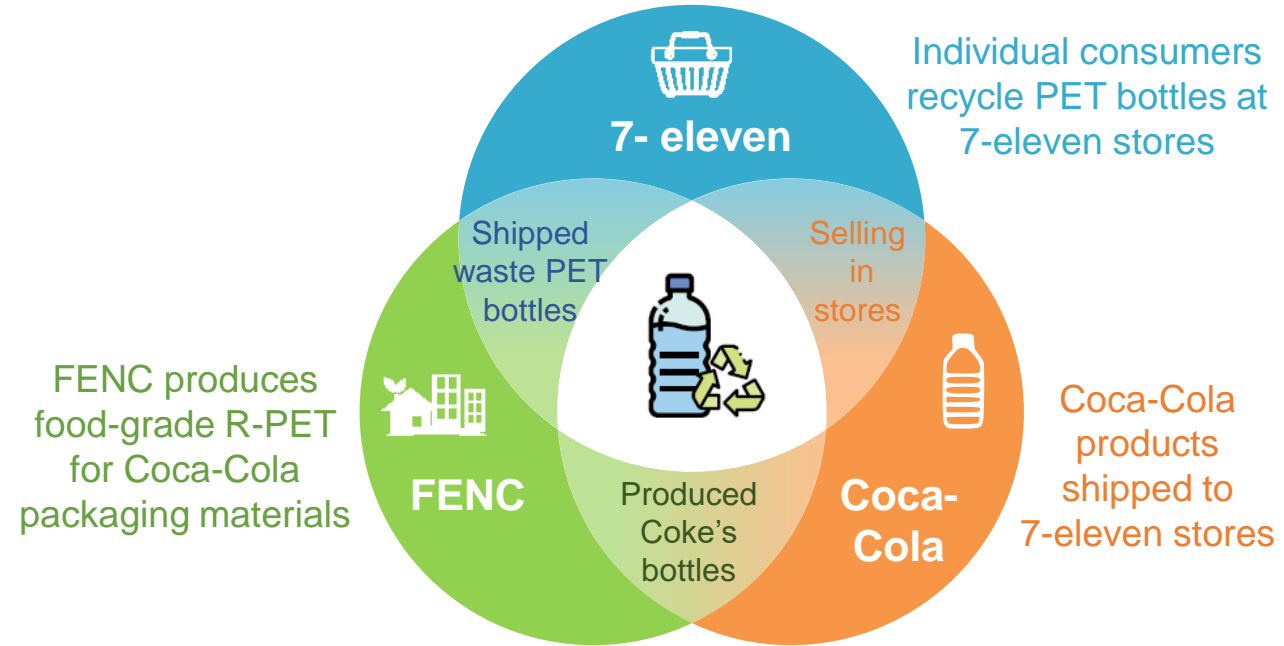 7- eleven
Individual consumers
recycle PET bottles at
7-eleven stores
Shipped
waste PET
bottles
Selling
in
stores
FENC produces
food-grade R-PET
for Coca-Cola
packaging materials
FENC
Produced
Coke's
bottles
Coca-
Cola
Coca-Cola
products
shipped to
7-eleven stores